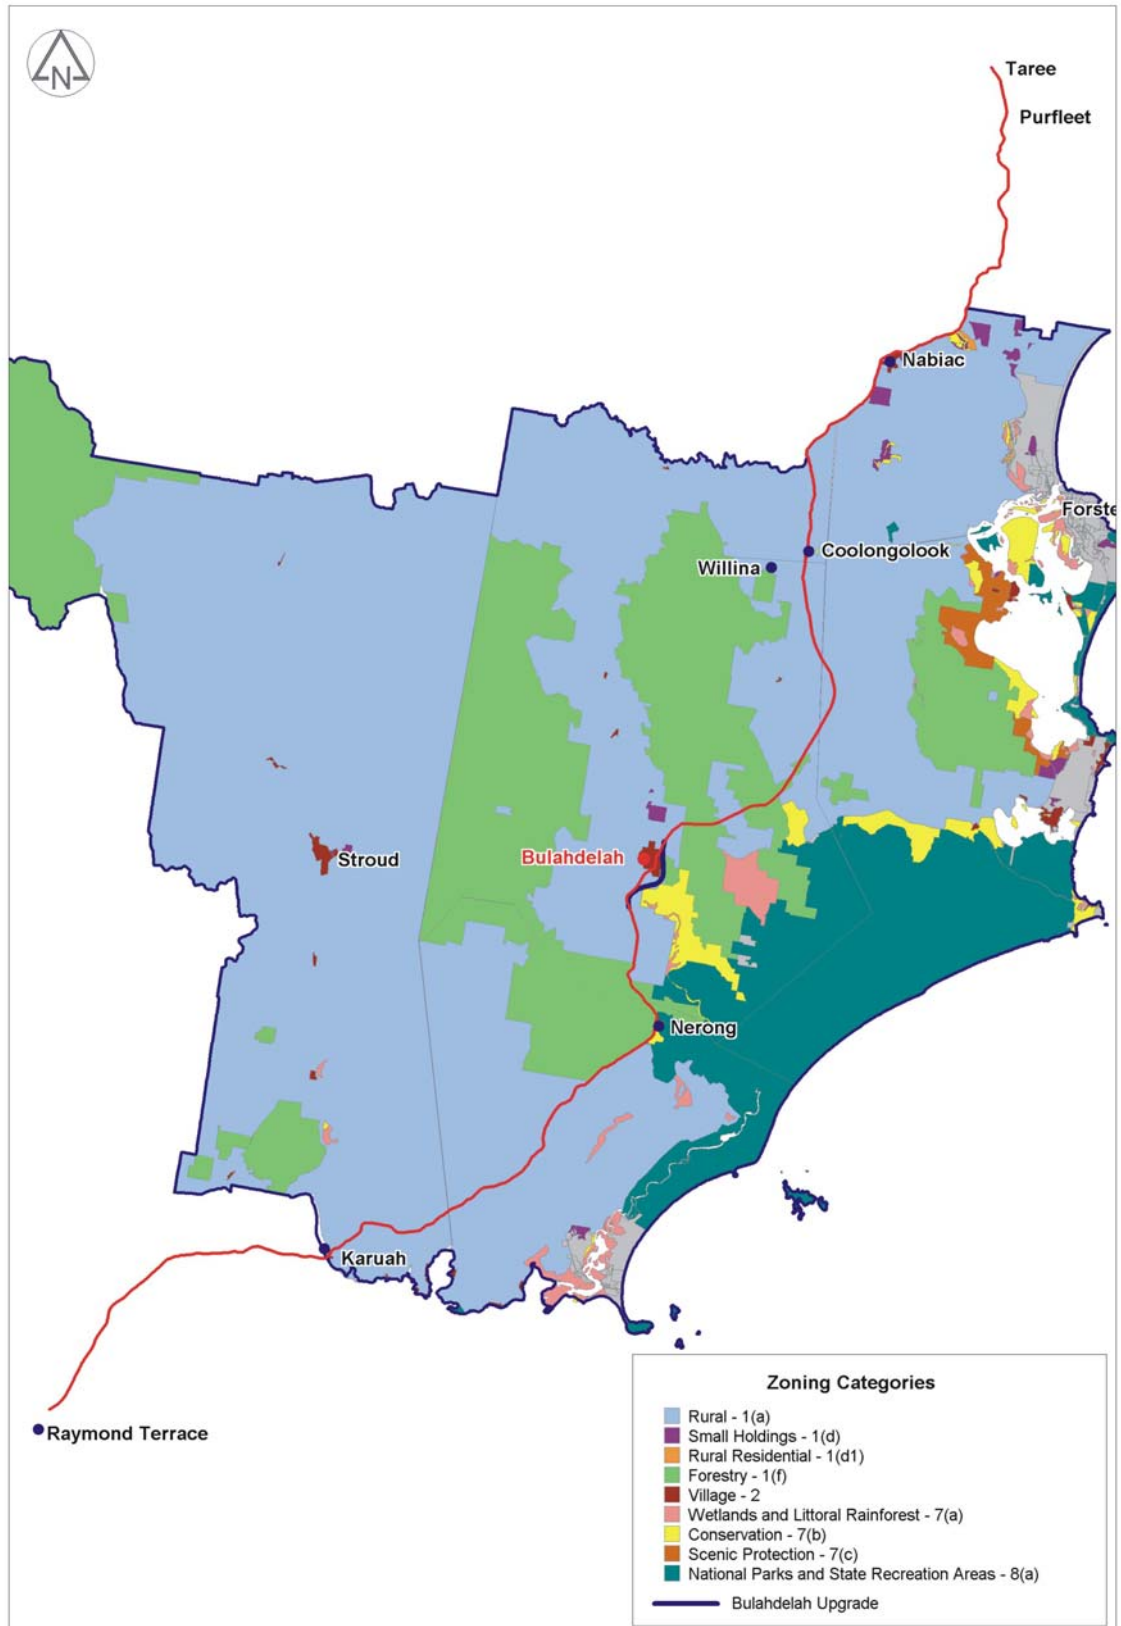 N
Taree
Purfleet
Nabiac
Forste
Coolongolook
Willina
Stroud
Bulahdelah
Nerong
Karuah
Raymond Terrace
Zoning Categories
Rural - 1(a)
Small Holdings - 1(d)
Rural Residential - 1(d1)
Forestry - 1(f)
Village - 2
Wetlands and Littoral Rainforest - 7(a)
Conservation - 7(b)
Scenic Protection - 7(c)
National Parks and State Recreation Areas - 8(a)
Bulahdelah Upgrade